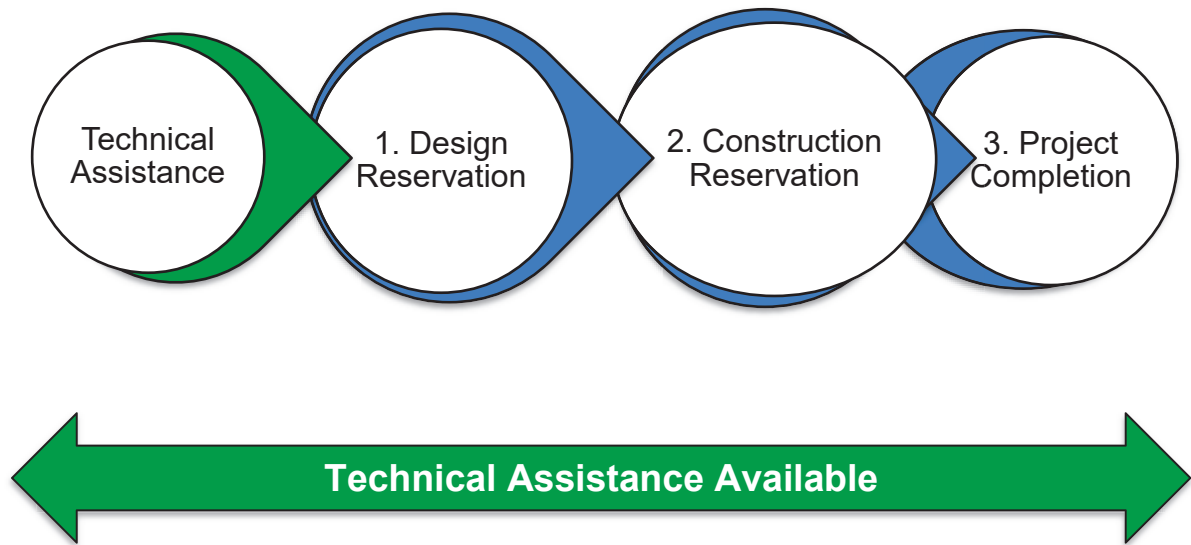 Technical
Assistance
1. Design
Reservation
2. Construction
Reservation
3. Project
Completion
Technical Assistance Available